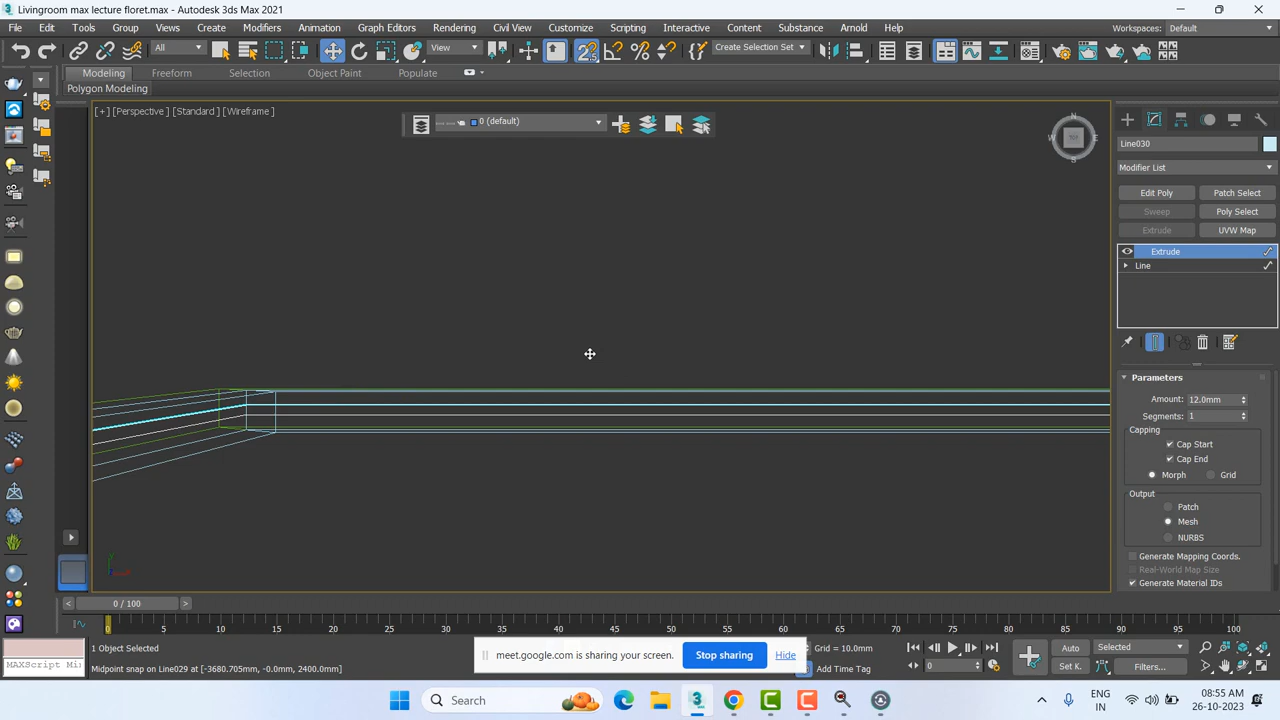 Livingroom max lecture floret.max - Autodesk 3ds Max 2021
File Edit Tools Group Views Create Modifiers Animation Graph Editors Rendering Civil View Customize Scripting Interactive Content Substance Arnold Help
Workspaces: Default
All View Create Selection Set
Modeling Freeform Selection Object Paint Populate
Polygon Modeling
[+] [Perspective] [Standard] [Wireframe]
0 (default)
N
W E
S
Line030
Modifier List
Edit Poly Patch Select
Sweep Poly Select
Extrude UVW Map
Extrude
Line
Parameters
Amount: 12.0mm
Segments: 1
Capping
Cap Start
Cap End
Morph Grid
Output
Patch
Mesh
NURBS
Generate Mapping Coords.
Real-World Map Size
Generate Material IDs
0 / 100
0 5 10 15 20 25 30 35 40 45 50 55 60 65 70 75 80 85 90 95 100
1 Object Selected
MAXScript Mi
Midpoint snap on Line029 at [-3680.705mm, -0.0mm, 2400.0mm]
meet.google.com is sharing your screen. Stop sharing Hide
Grid = 10.0mm
Add Time Tag
0
Auto Selected
Set K. Filters...
Search
ENG
IN
08:55 AM
26-10-2023